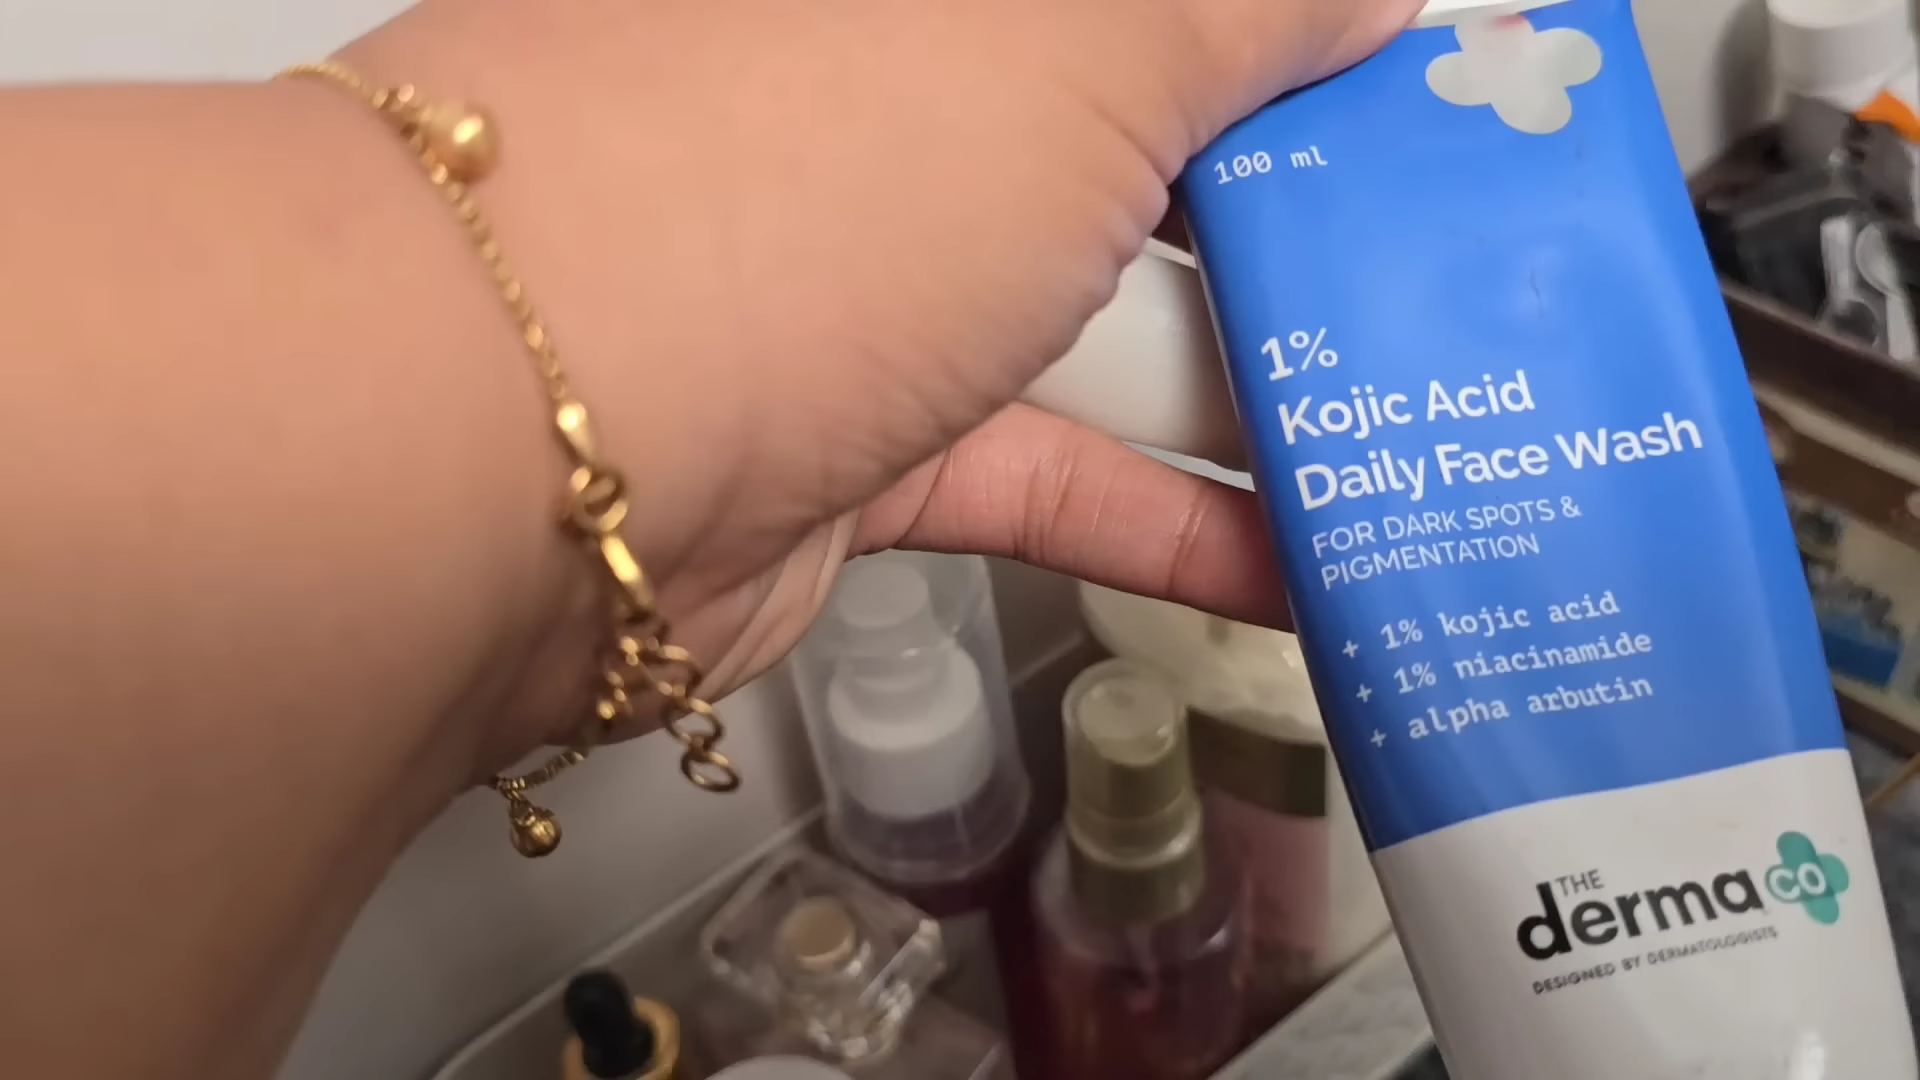 100 ml
1%
Kojic Acid
Daily Face Wash
FOR DARK SPOTS &
PIGMENTATION
+ 1% kojic acid
+ 1% niacinamide
+ alpha arbutin
THE
derma co
DESIGNED BY DERMATOLOGISTS